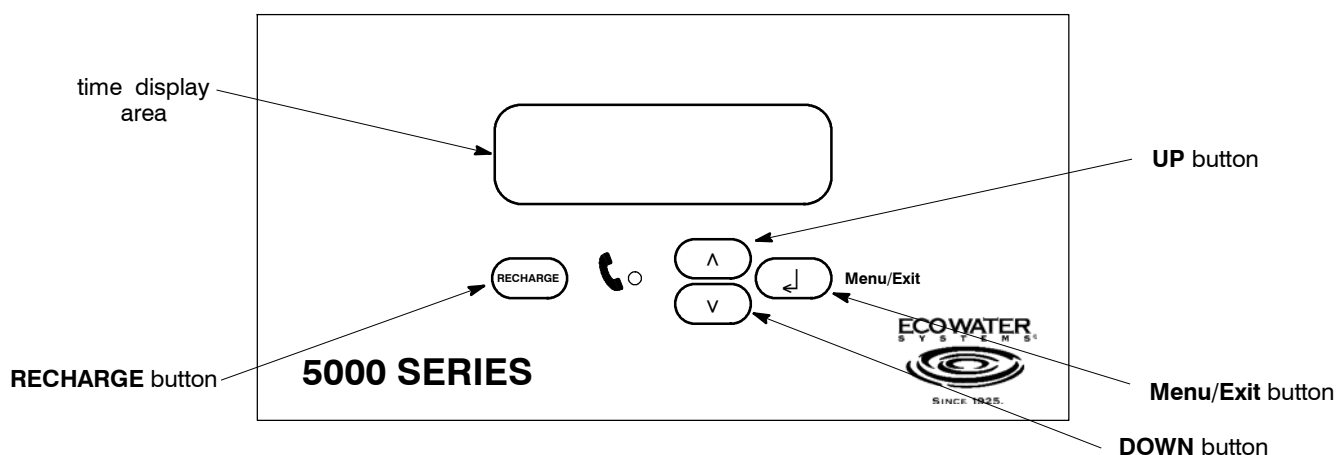 time display
area
UP button
RECHARGE
^
v
Menu/Exit
ECOWATER
SYSTEMS
5000 SERIES
SINCE 1925.
RECHARGE button
Menu/Exit button
DOWN button